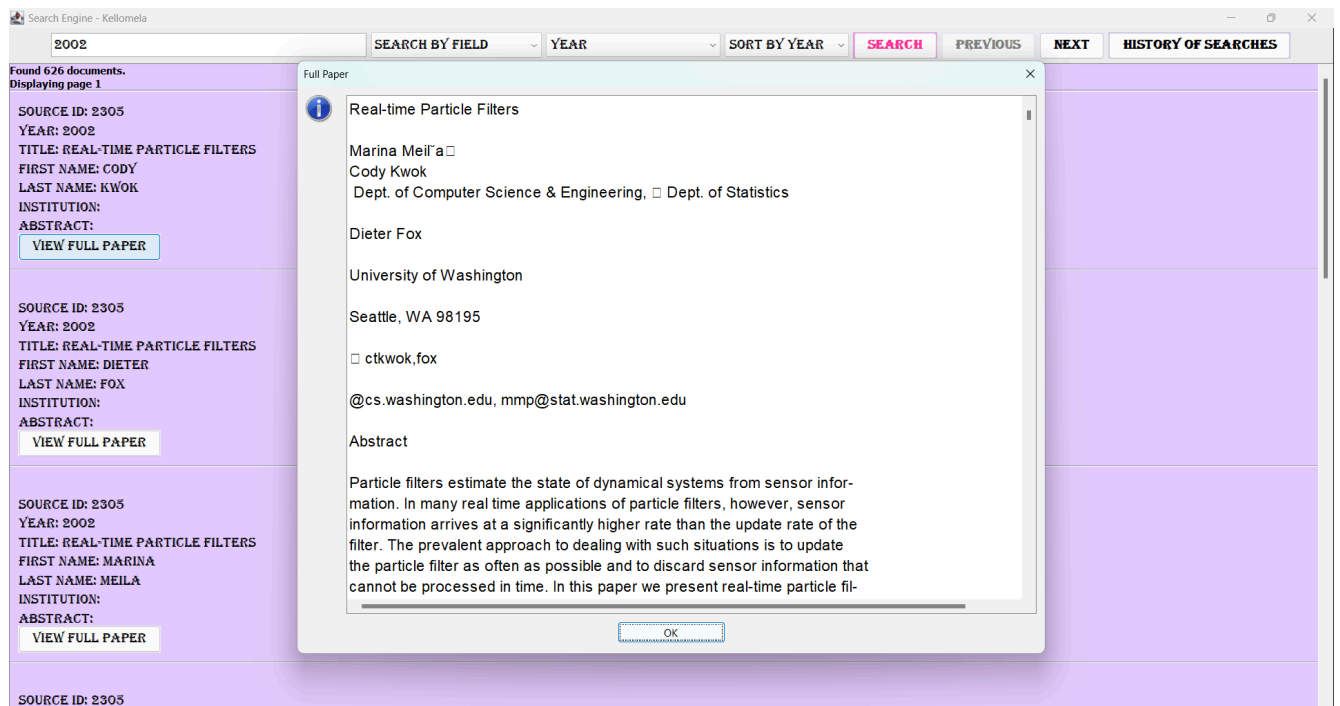 Search Engine - Kellomela
2002
SEARCH BY FIELD
YEAR
SORT BY YEAR
SEARCH
PREVIOUS
NEXT
HISTORY OF SEARCHES
Found 626 documents.
Displaying page 1
SOURCE ID: 2305
YEAR: 2002
TITLE: REAL-TIME PARTICLE FILTERS
FIRST NAME: CODY
LAST NAME: KWOK
INSTITUTION:
ABSTRACT:
VIEW FULL PAPER
SOURCE ID: 2305
YEAR: 2002
TITLE: REAL-TIME PARTICLE FILTERS
FIRST NAME: DIETER
LAST NAME: FOX
INSTITUTION:
ABSTRACT:
VIEW FULL PAPER
SOURCE ID: 2305
YEAR: 2002
TITLE: REAL-TIME PARTICLE FILTERS
FIRST NAME: MARINA
LAST NAME: MEILA
INSTITUTION:
ABSTRACT:
VIEW FULL PAPER
SOURCE ID: 2305
Full Paper
Real-time Particle Filters
Marina Meil˘a□
Cody Kwok
Dept. of Computer Science & Engineering, □ Dept. of Statistics
Dieter Fox
University of Washington
Seattle, WA 98195
□ ctkwok,fox
@cs.washington.edu, mmp@stat.washington.edu
Abstract
Particle filters estimate the state of dynamical systems from sensor infor-
mation. In many real time applications of particle filters, however, sensor
information arrives at a significantly higher rate than the update rate of the
filter. The prevalent approach to dealing with such situations is to update
the particle filter as often as possible and to discard sensor information that
cannot be processed in time. In this paper we present real-time particle fil-
OK